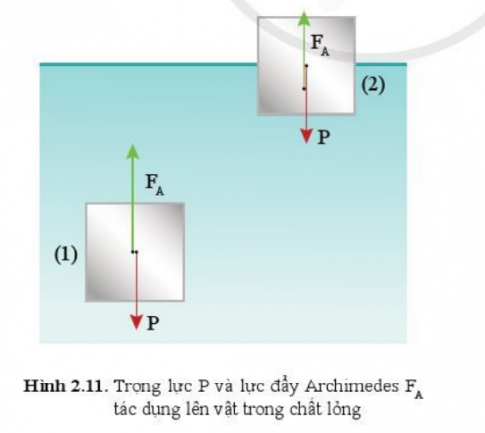 F_A
(2)
P
F_A
(1)
P
Hình 2.11. Trọng lực P và lực đẩy Archimedes F_A
tác dụng lên vật trong chất lỏng